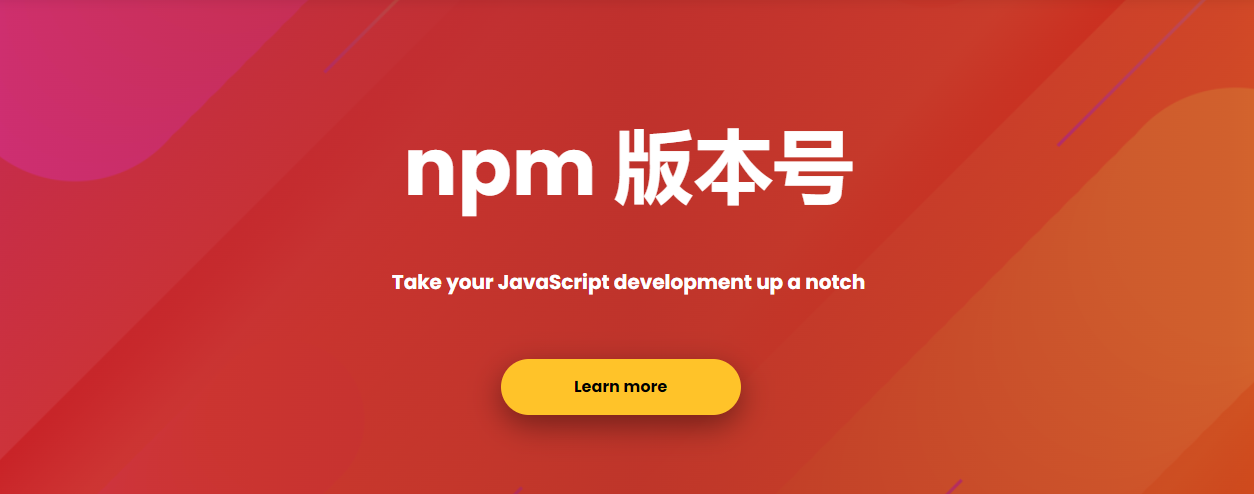 npm 版本号
Take your JavaScript development up a notch
Learn more